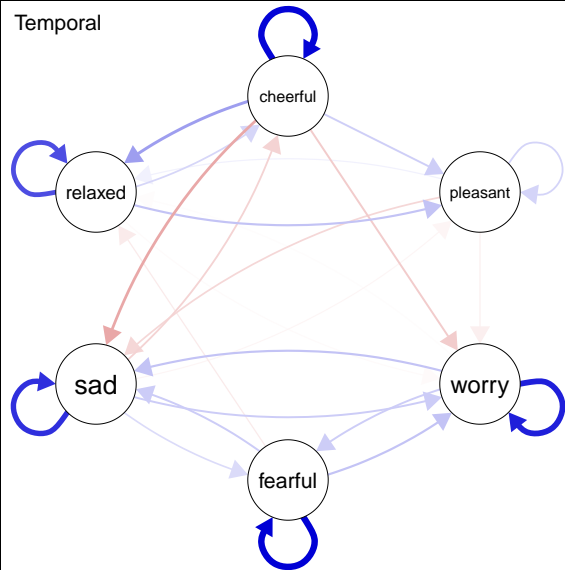 Temporal
cheerful
relaxed
pleasant
sad
worry
fearful